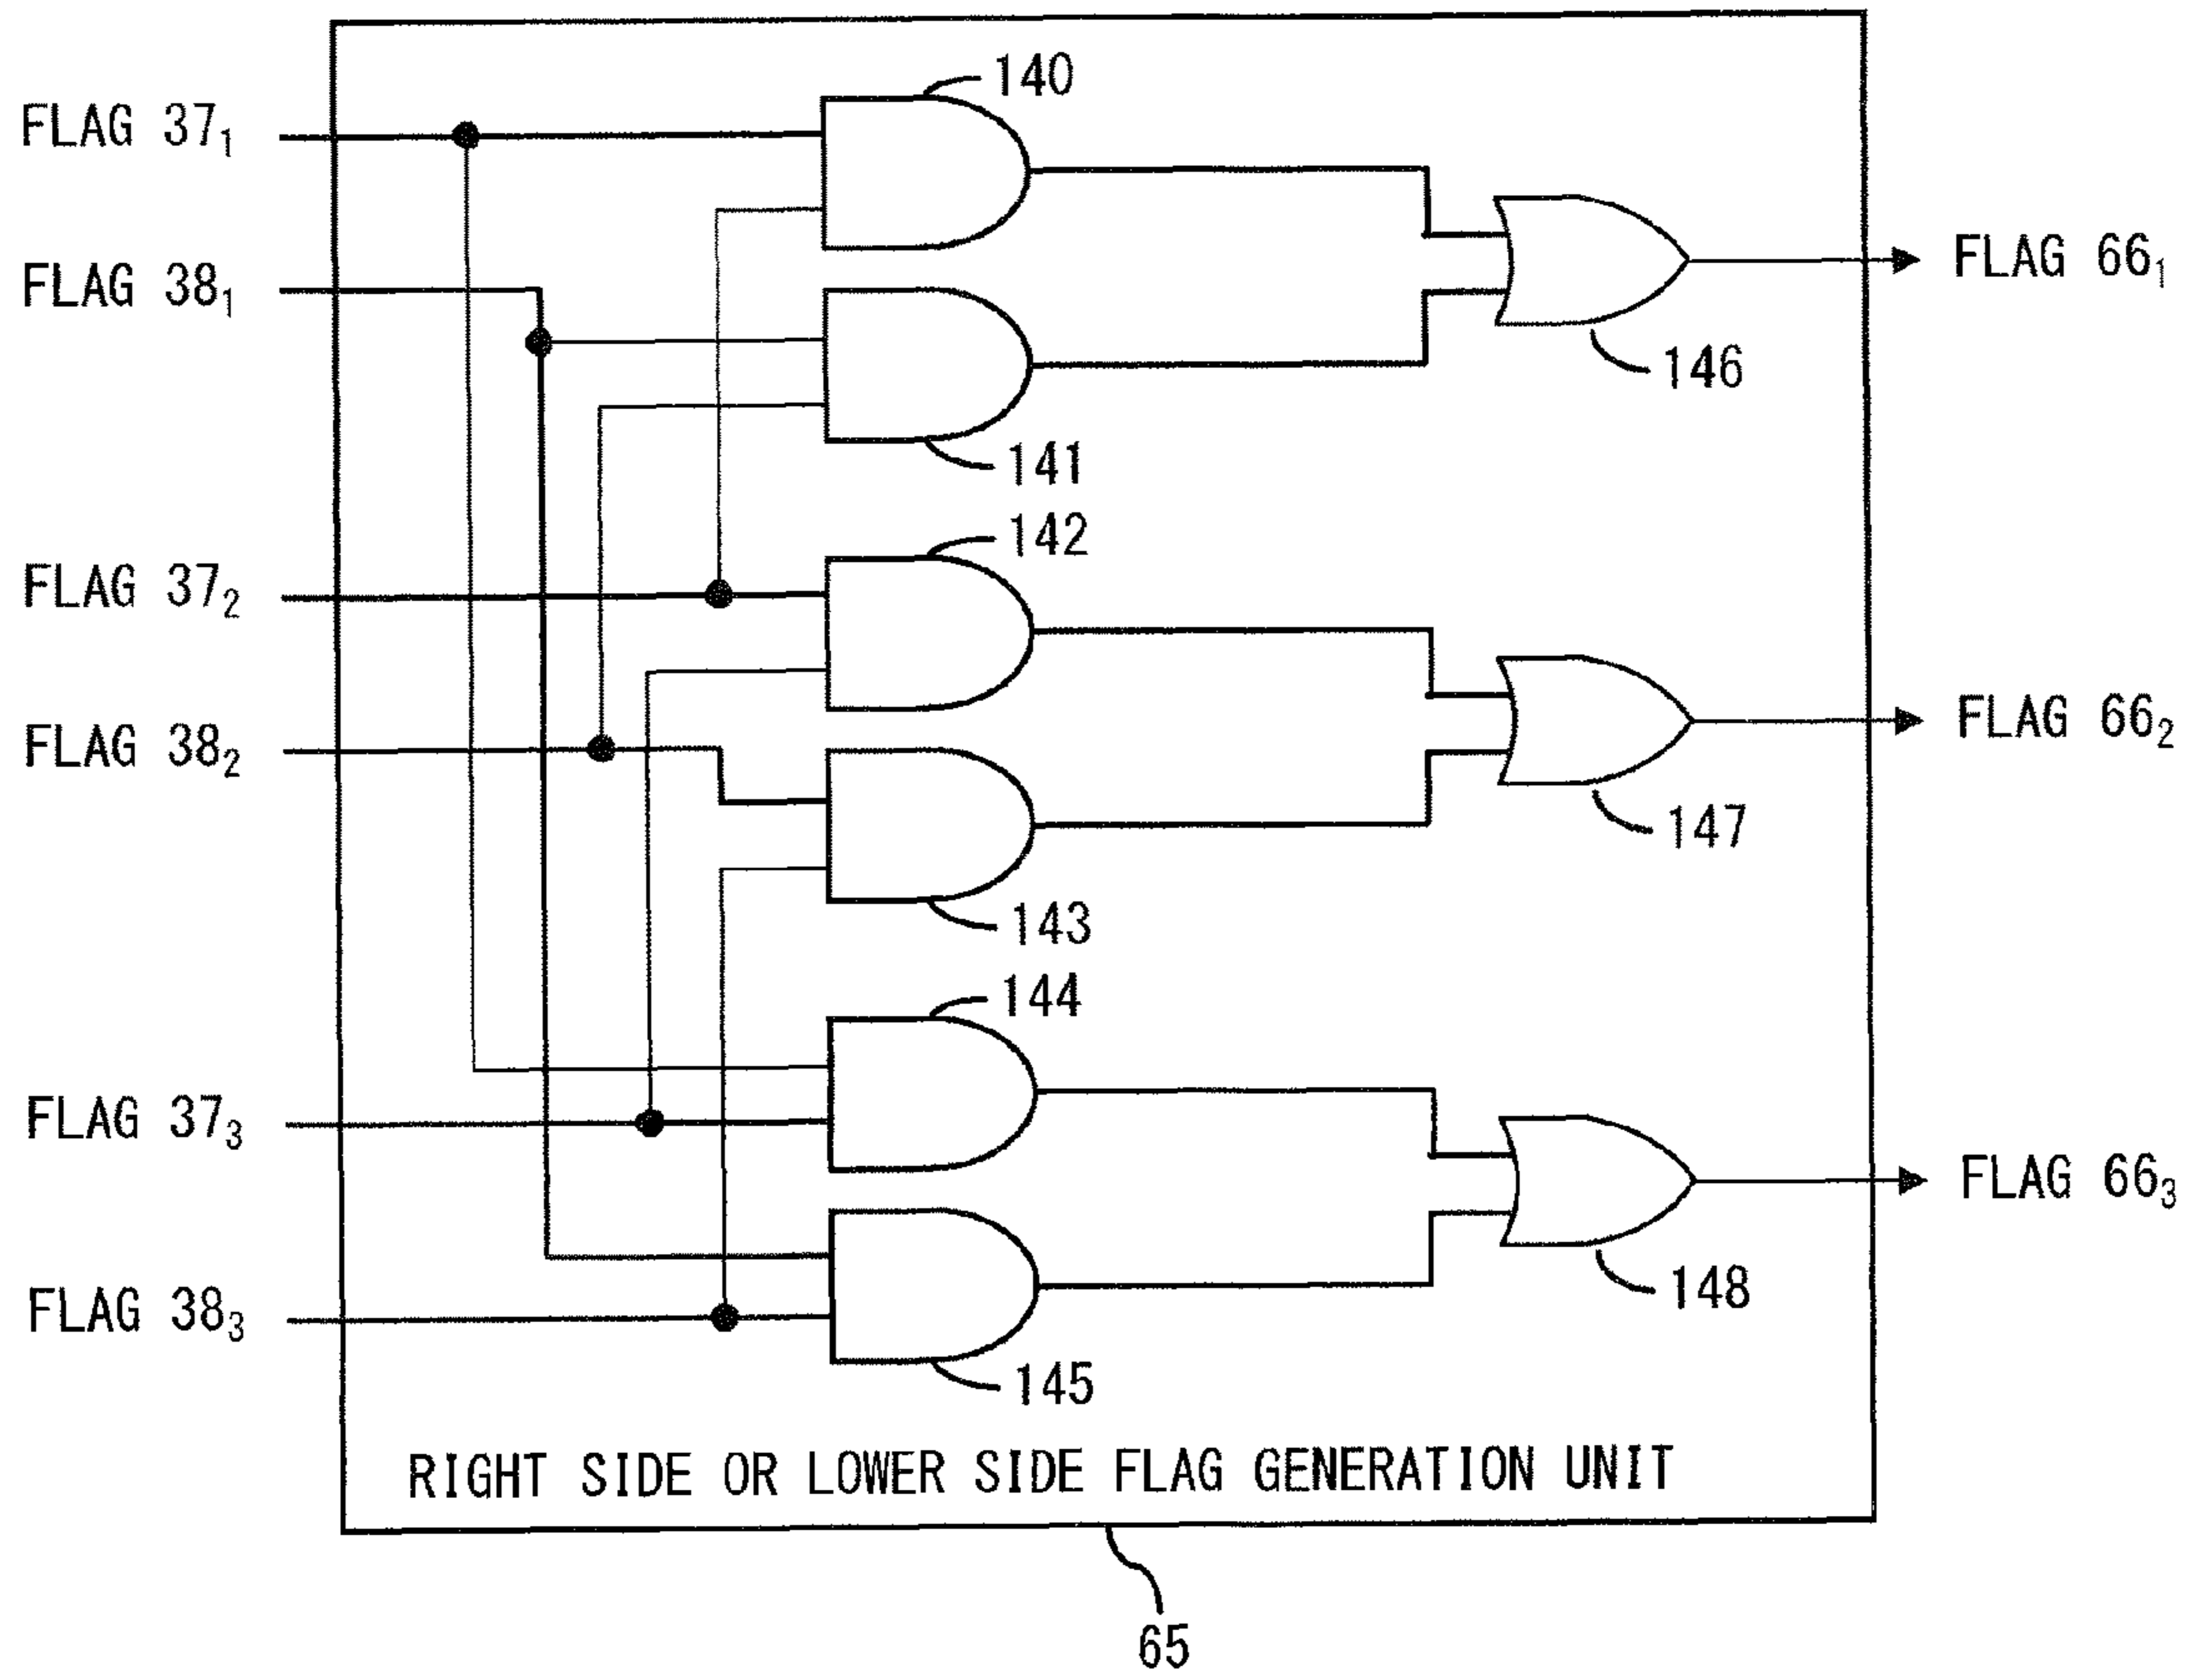 140
FLAG 37₁
FLAG 38₁
FLAG 66₁
146
141
142
FLAG 37₂
FLAG 38₂
FLAG 66₂
147
143
144
FLAG 37₃
FLAG 66₃
148
FLAG 38₃
145
RIGHT SIDE OR LOWER SIDE FLAG GENERATION UNIT
65